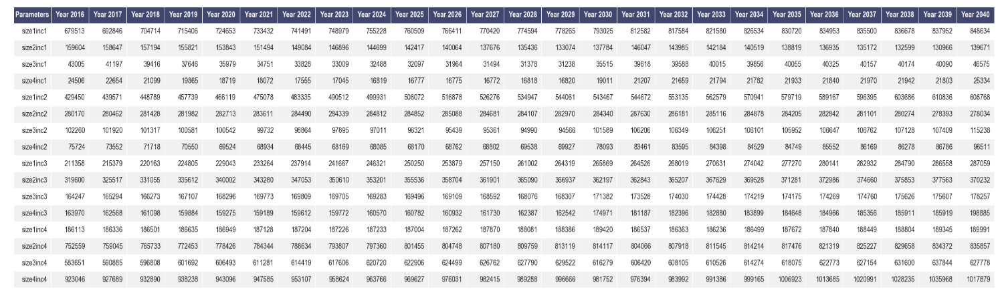 Parameters Year 2016 Year 2017 Year 2018 Year 2019 Year 2020 Year 2021 Year 2022 Year 2023 Year 2024 Year 2025 Year 2026 Year 2027 Year 2028 Year 2029 Year 2030 Year 2031 Year 2032 Year 2033 Year 2034 Year 2035 Year 2036 Year 2037 Year 2038 Year 2039 Year 2040
size1inc1 679513 692846 704714 715406 724653 733432 741491 748979 755228 760509 766411 770420 774594 778265 793025 812582 817584 821580 826534 830720 834953 835500 836678 837952 848634
size2inc1 159604 158647 157194 155821 153843 151494 149084 146896 144699 142417 140064 137676 135436 133074 137784 146047 143985 142184 140519 138819 136935 135172 132599 130966 139671
size3inc1 43005 41197 39416 37646 35979 34751 33828 33009 32488 32097 31964 31494 31378 31238 35515 39618 39588 40015 39856 40055 40325 40157 40174 40090 46575
size4inc1 24506 22654 21099 19865 18719 18072 17555 17045 16819 16777 16775 16772 16818 16820 19011 21207 21659 21794 21782 21933 21840 21970 21942 21803 25334
size1inc2 429450 439571 448789 457739 466119 475078 483335 490512 499931 508072 516878 526276 534947 544061 543467 544672 553135 562579 570941 579719 589167 596395 603686 610836 608768
size2inc2 280170 280462 281428 281982 282713 283611 284490 284339 284812 284852 285088 284681 284107 282970 284340 287630 286181 285116 284878 284205 282842 281101 280274 278393 278034
size3inc2 102260 101920 101317 100581 100542 99732 98864 97895 97011 96321 95439 95361 94990 94566 101589 106206 106349 106251 106101 105952 106647 106762 107128 107409 115238
size4inc2 75724 73552 71718 70550 69524 68934 68445 68169 68085 68170 68762 68802 69538 69927 78093 83461 83595 84398 84529 84749 85552 86169 86278 86786 96511
size1inc3 211358 215379 220163 224805 229043 233264 237914 241667 246321 250250 253879 257150 261002 264319 265869 264526 268019 270631 274042 277270 280141 282932 284790 286558 287059
size2inc3 319600 325517 331055 335612 340002 343280 347053 350610 353201 355536 358704 361901 365090 366937 362197 362843 365207 367629 369528 371281 372986 374660 375853 377563 370232
size3inc3 164247 165294 166273 167107 168296 169773 169809 169705 169283 169496 169109 168592 168076 168307 171382 173528 174030 174428 174219 174175 174269 174760 175626 175607 178257
size4inc3 163970 162568 161098 159884 159275 159189 159612 159772 160570 160782 160932 161730 162387 162542 174971 181187 182396 182880 183899 184648 184966 185356 185911 185919 198885
size1inc4 186113 186336 186501 186635 186949 187128 187204 187226 187233 187004 187262 187870 188081 188386 189420 186537 186363 186236 186499 187672 187840 188449 188804 189345 189991
size2inc4 752559 759045 765733 772453 778426 784344 788634 793807 797360 801455 804748 807180 809759 813119 814117 804066 807918 811545 814214 817476 821319 825227 829658 834372 835857
size3inc4 583651 590885 596808 601692 606493 611281 614419 617606 620720 622906 624499 626762 627790 629522 616279 606420 608105 610526 614274 618075 622773 627154 631600 637844 627778
size4inc4 923046 927689 932890 938238 943096 947585 953107 958624 963766 969627 976031 982415 989288 996666 981752 976394 983992 991386 999165 1006923 1013685 1020991 1028235 1035968 1017879